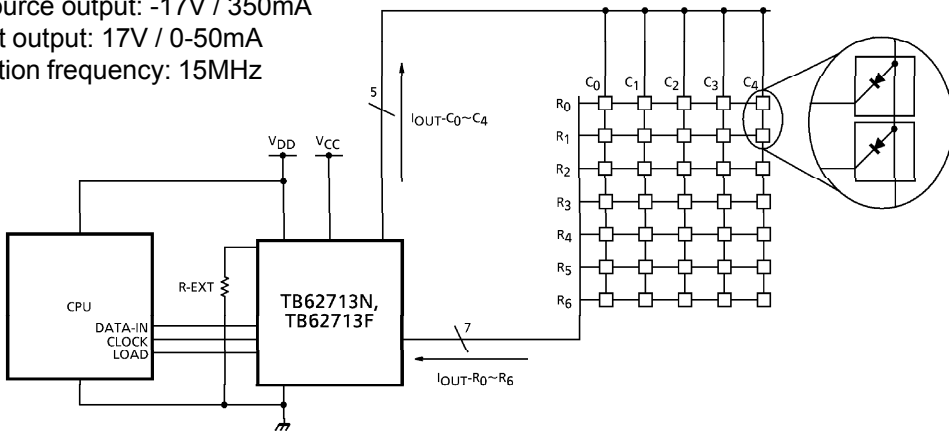 ource output: -17V / 350mA
t output: 17V / 0-50mA
tion frequency: 15MHz
5
IOUT-C0~C4
C0 C1 C2 C3 C4
R0
R1
R2
R3
R4
R5
R6
VDD VCC
R-EXT
CPU
DATA-IN
CLOCK
LOAD
TB62713N,
TB62713F
7
IOUT-R0~R6